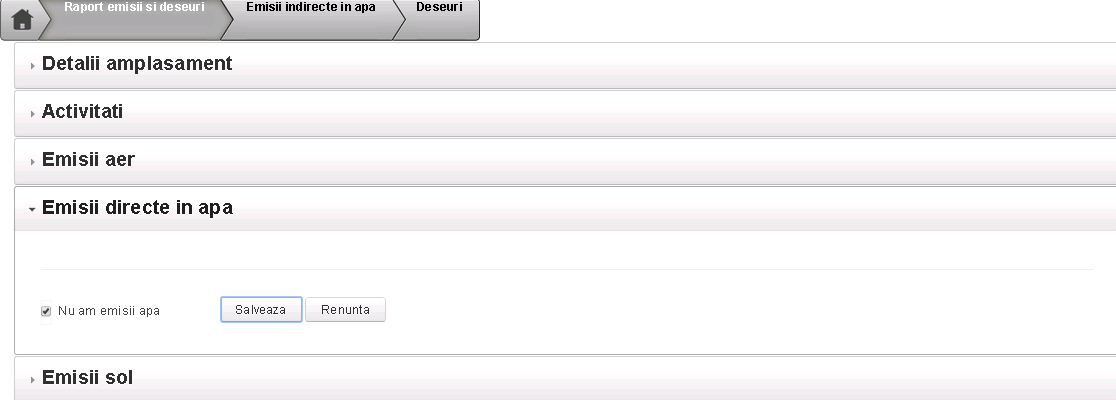 Raport emisii si deseuri
Emisii indirecte in apa
Deseuri
Detalii amplasament
Activitati
Emisii aer
Emisii directe in apa
Nu am emisii apa
Salveaza
Renunta
Emisii sol